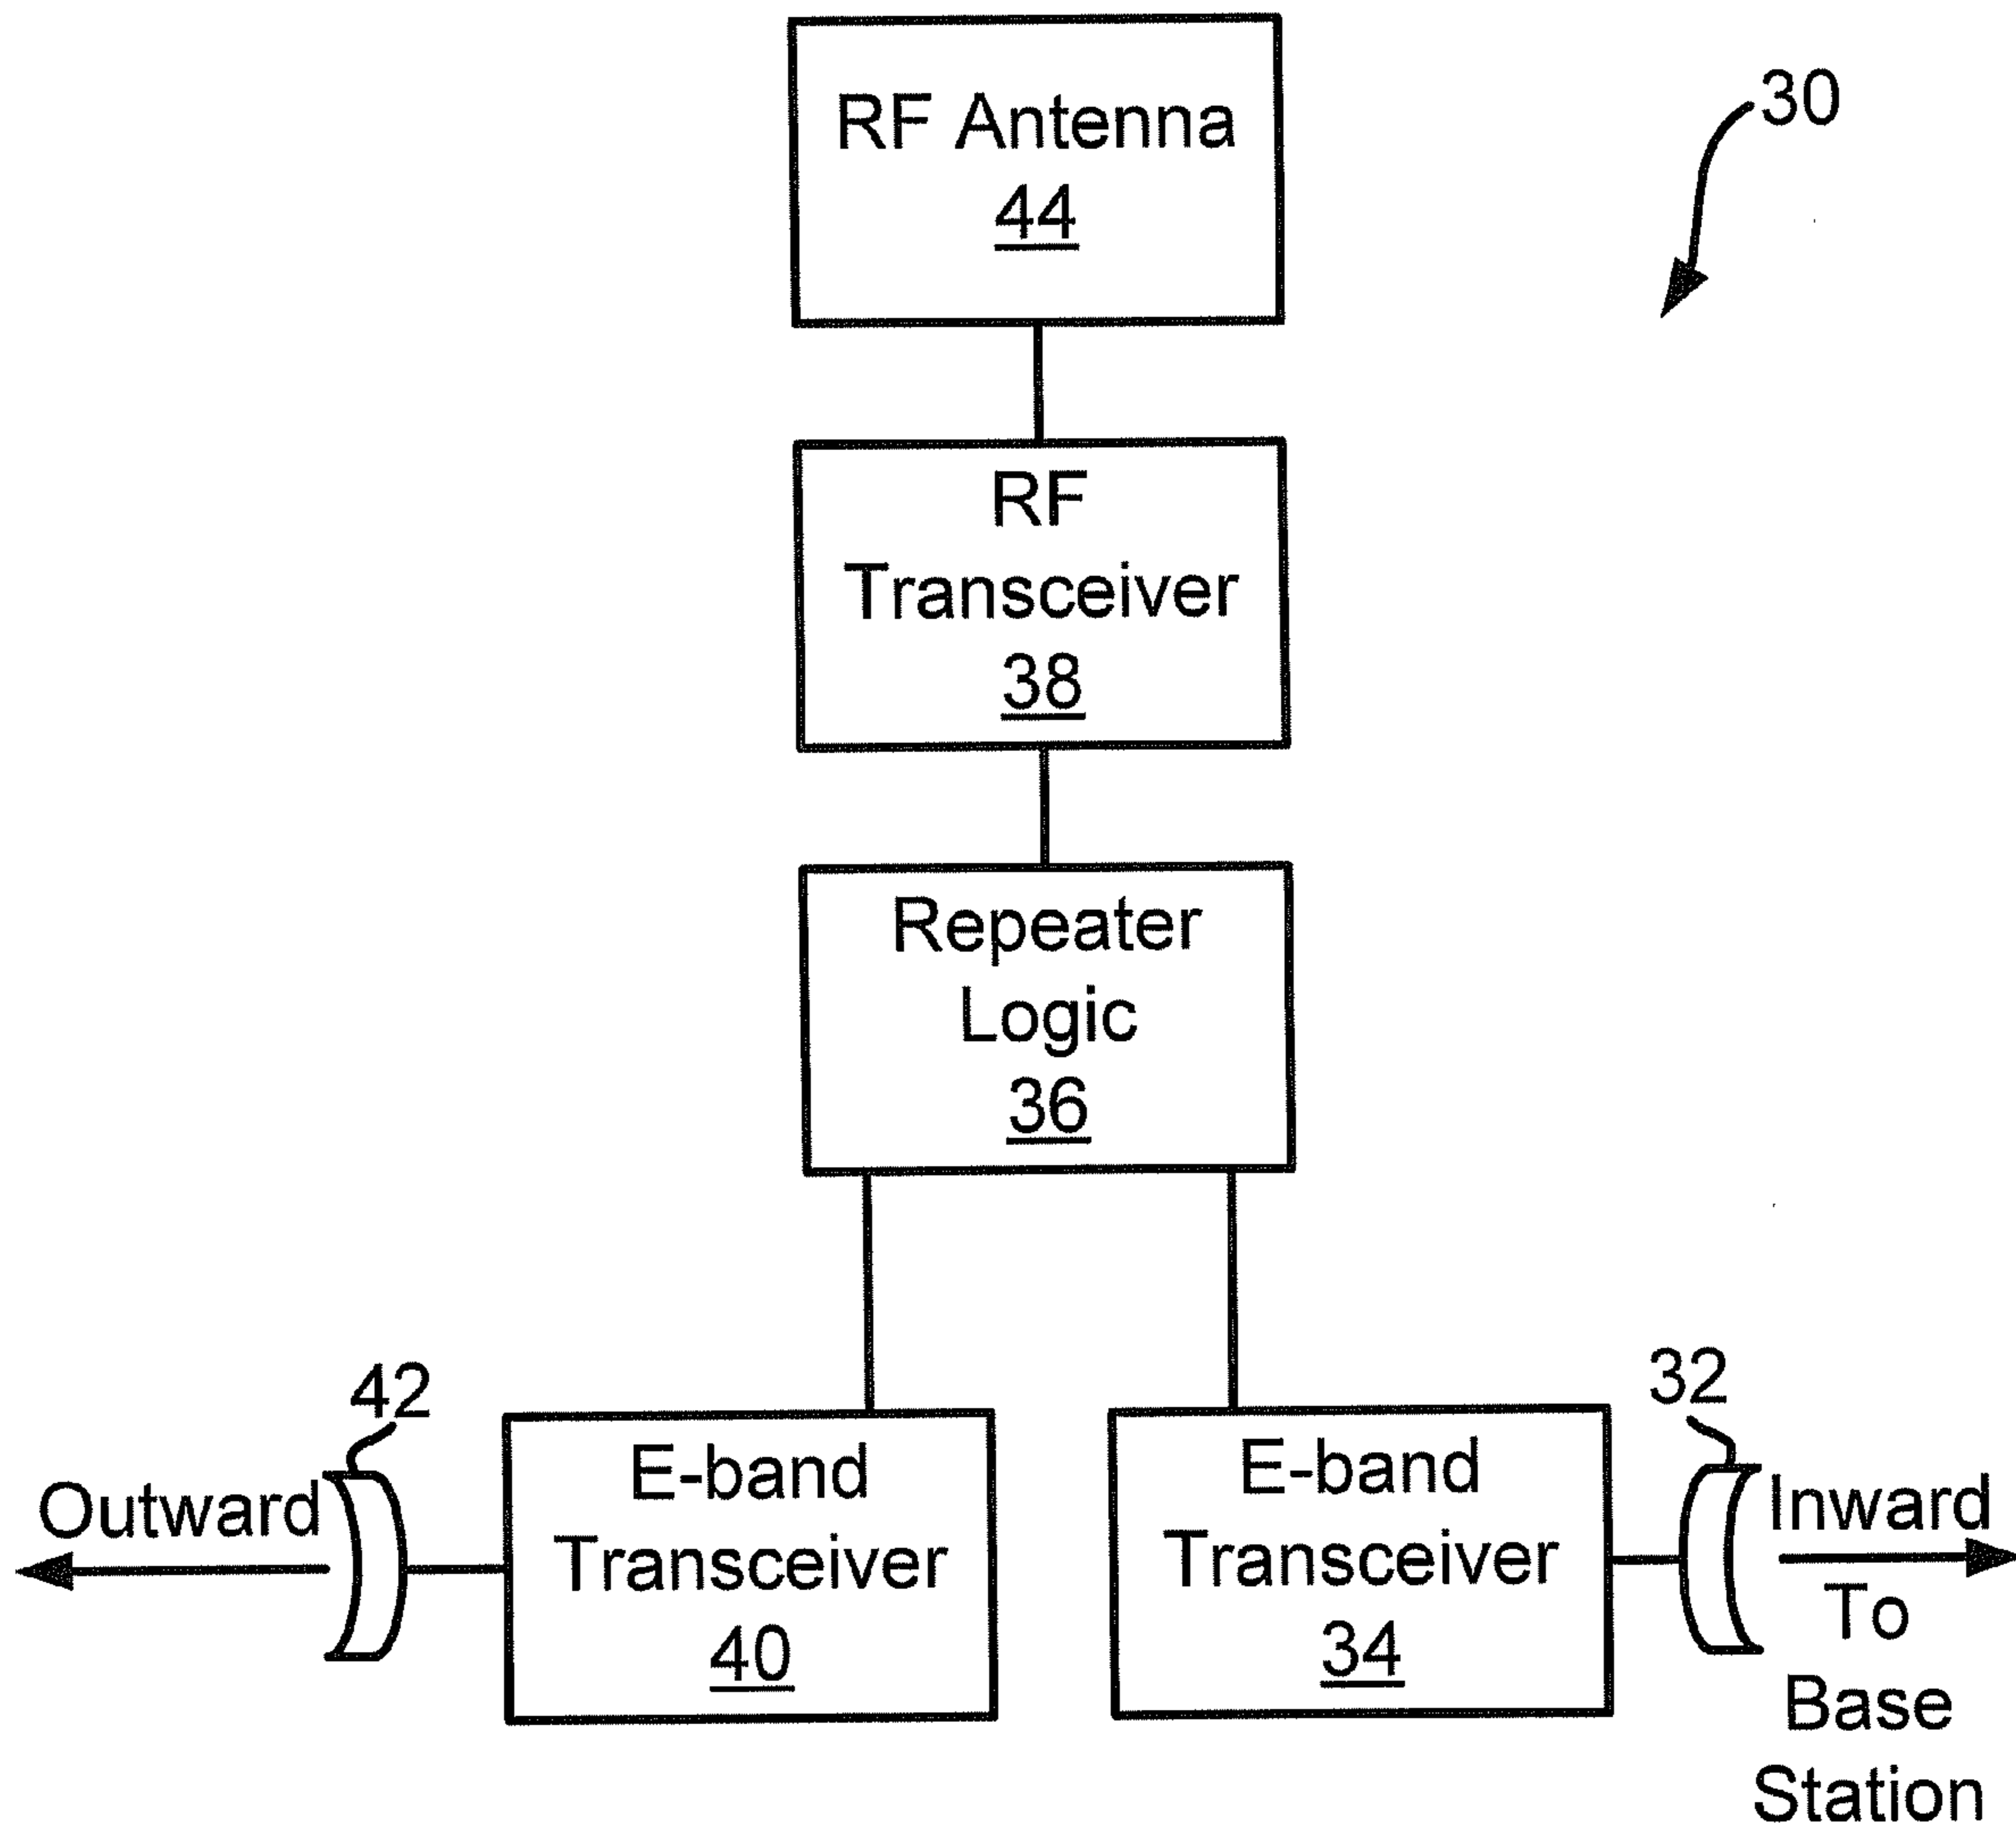 RF Antenna
44
30
RF
Transceiver
38
Repeater
Logic
36
42
32
Outward
E-band
Transceiver
40
E-band
Transceiver
34
Inward
To
Base
Station